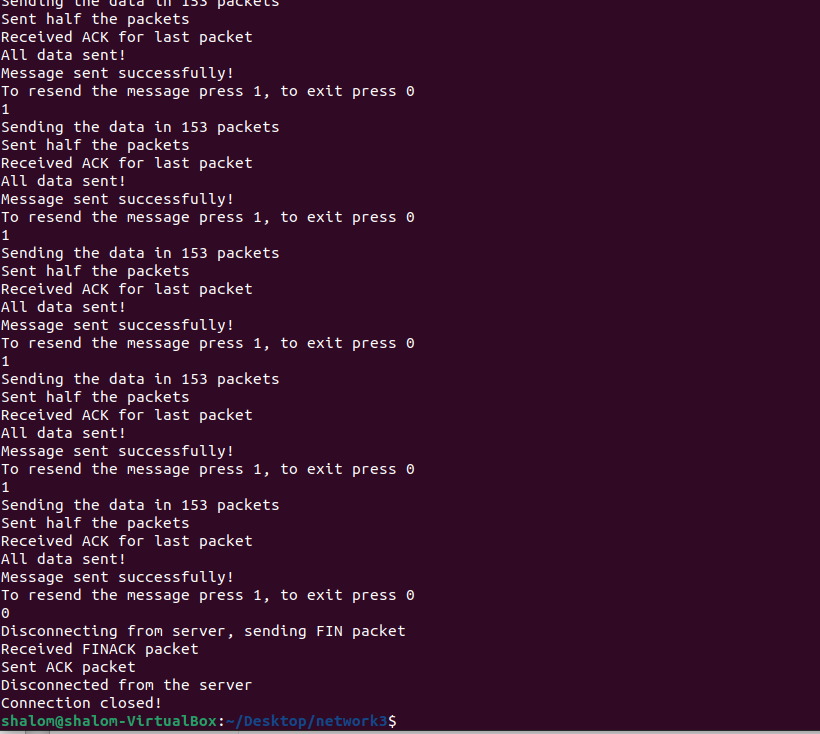 Sending the data in 153 packets
Sent half the packets
Received ACK for last packet
All data sent!
Message sent successfully!
To resend the message press 1, to exit press 0
1
Sending the data in 153 packets
Sent half the packets
Received ACK for last packet
All data sent!
Message sent successfully!
To resend the message press 1, to exit press 0
1
Sending the data in 153 packets
Sent half the packets
Received ACK for last packet
All data sent!
Message sent successfully!
To resend the message press 1, to exit press 0
1
Sending the data in 153 packets
Sent half the packets
Received ACK for last packet
All data sent!
Message sent successfully!
To resend the message press 1, to exit press 0
1
Sending the data in 153 packets
Sent half the packets
Received ACK for last packet
All data sent!
Message sent successfully!
To resend the message press 1, to exit press 0
0
Disconnecting from server, sending FIN packet
Received FINACK packet
Sent ACK packet
Disconnected from the server
Connection closed!
shalom@shalom-VirtualBox:~/Desktop/network3$